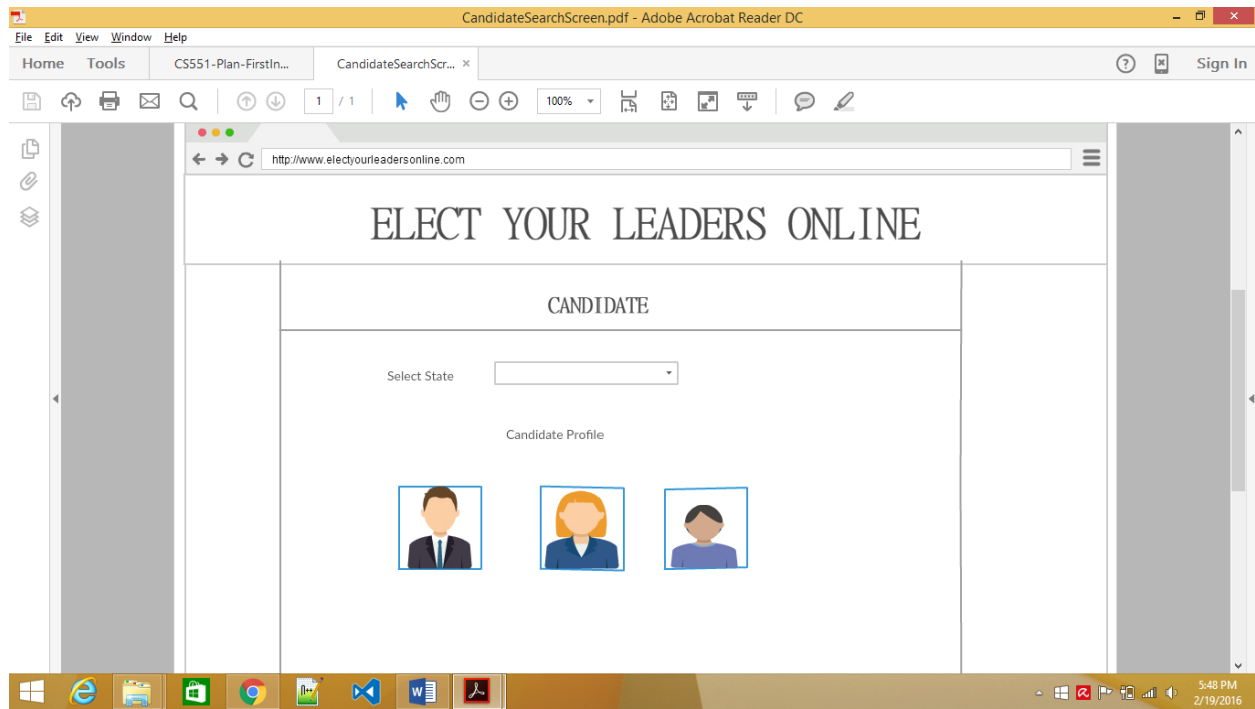 CandidateSearchScreen.pdf - Adobe Acrobat Reader DC
File Edit View Window Help
Home Tools CS551-Plan-FirstIn... CandidateSearchScr... × Sign In
1 / 1 100%
http://www.electyourleadersonline.com
ELECT YOUR LEADERS ONLINE
CANDIDATE
Select State
Candidate Profile
5:48 PM
2/19/2016